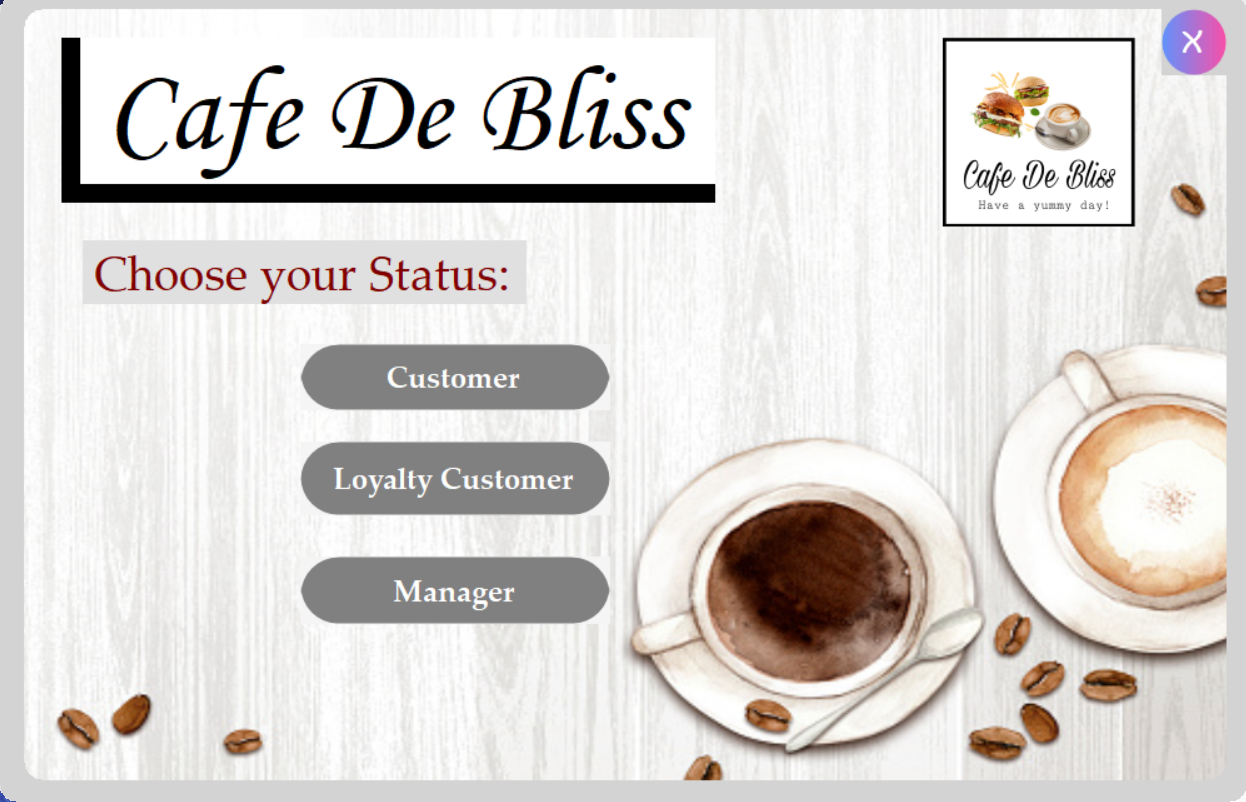 Cafe De Bliss
X
Cafe De Bliss
Have a yummy day!
Choose your Status:
Customer
Loyalty Customer
Manager